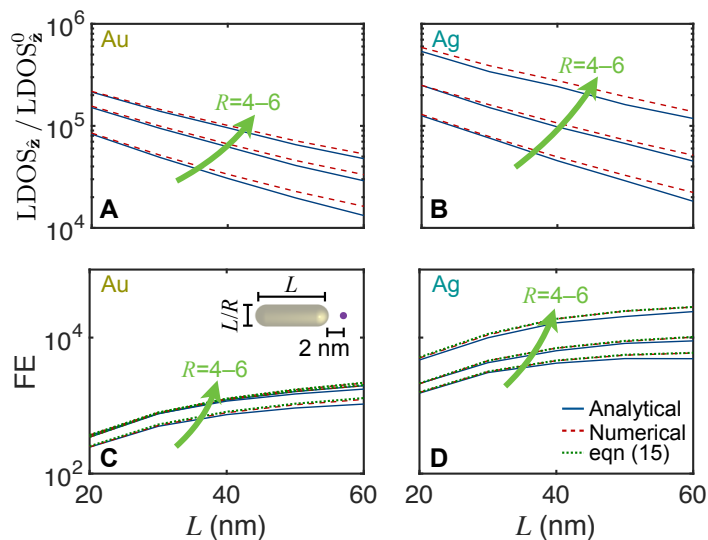 LDOS_ẑ / LDOS_ẑ^0
10^6
10^5
10^4
Au
R=4–6
A
Ag
R=4–6
B
FE
10^4
10^2
Au
L
L/R
2 nm
R=4–6
C
20
40
60
L (nm)
Ag
R=4–6
Analytical
Numerical
eqn (15)
D
20
40
60
L (nm)